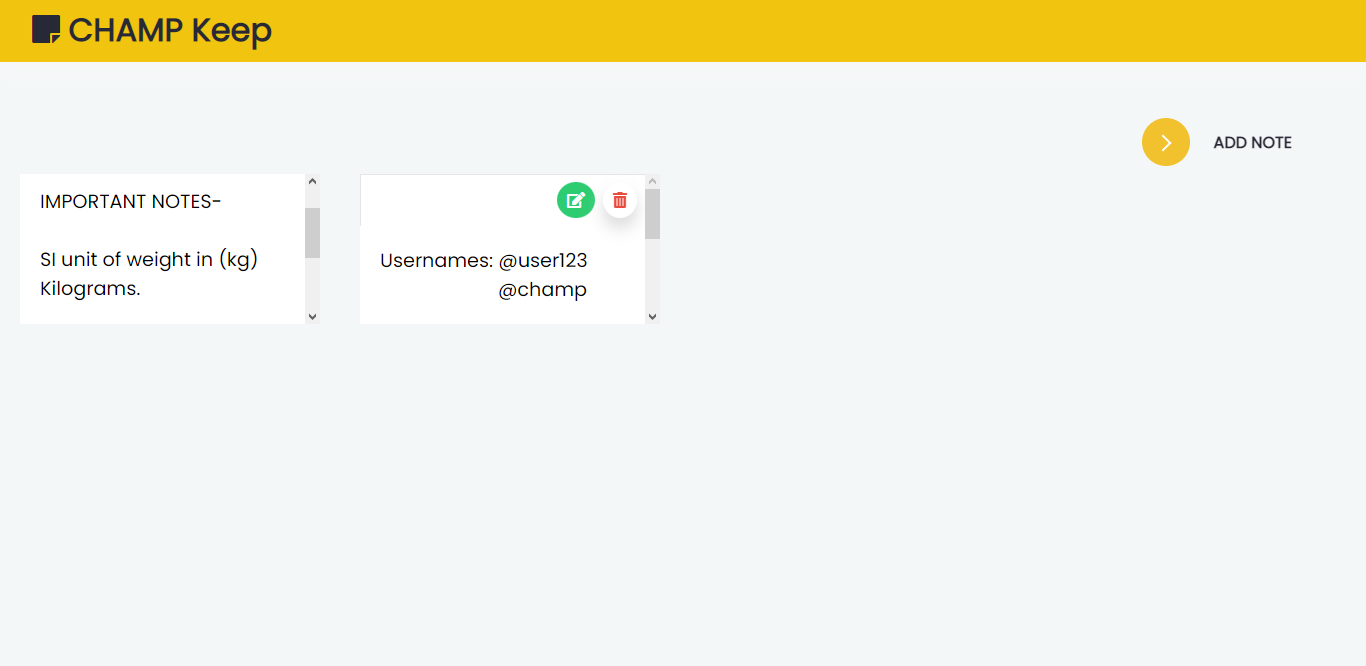 CHAMP Keep
ADD NOTE
IMPORTANT NOTES-
SI unit of weight in (kg)
Kilograms.
Usernames: @user123
@champ